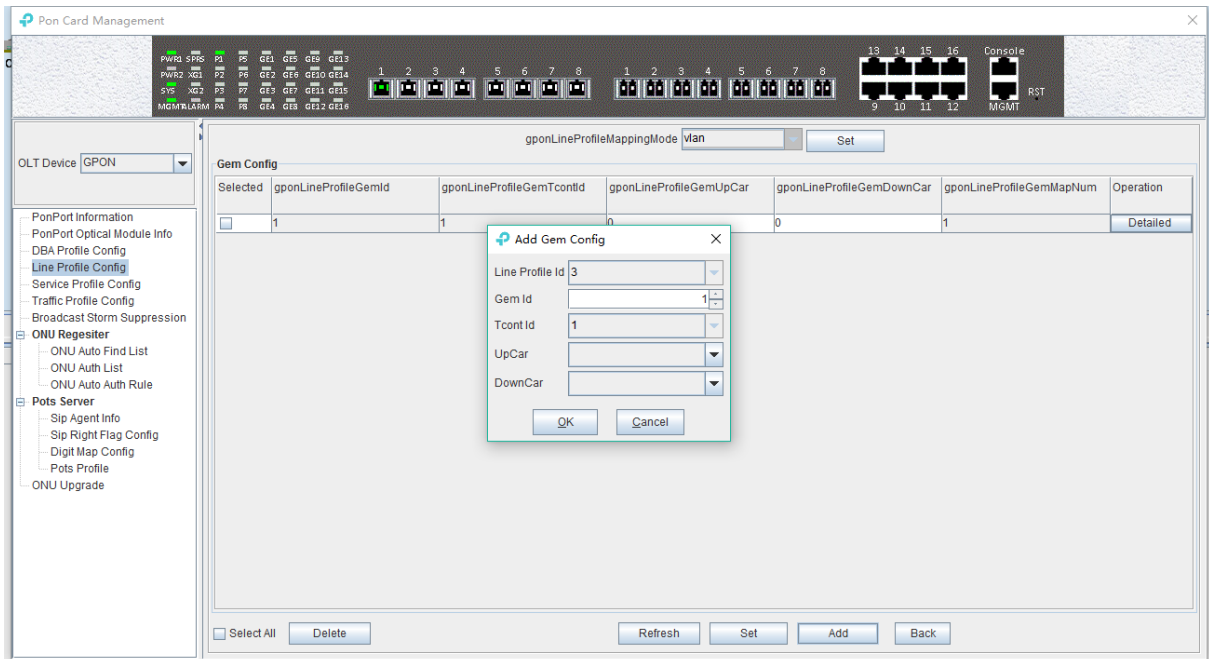 Pon Card Management
PWR1 SPRS P1 P5 GE1 GE5 GE9 GE13
PWR2 XG1 P2 P6 GE2 GE6 GE10 GE14
SYS XG2 P3 P7 GE3 GE7 GE11 GE15
MGMT ALARM P4 P8 GE4 GE8 GE12 GE16
1 2 3 4 5 6 7 8 1 2 3 4 5 6 7 8
13 14 15 16 Console
9 10 11 12 MGMT RST
OLT Device GPON
PonPort Information
PonPort Optical Module Info
DBA Profile Config
Line Profile Config
Service Profile Config
Traffic Profile Config
Broadcast Storm Suppression
ONU Regesiter
ONU Auto Find List
ONU Auth List
ONU Auto Auth Rule
Pots Server
Sip Agent Info
Sip Right Flag Config
Digit Map Config
Pots Profile
ONU Upgrade
gponLineProfileMappingMode vlan Set
Gem Config
Selected gponLineProfileGemId gponLineProfileGemTcontId gponLineProfileGemUpCar gponLineProfileGemDownCar gponLineProfileGemMapNum Operation
1 1 0 0 1 Detailed
Add Gem Config
Line Profile Id 3
Gem Id 1
Tcont Id 1
UpCar
DownCar
OK Cancel
Select All Delete Refresh Set Add Back